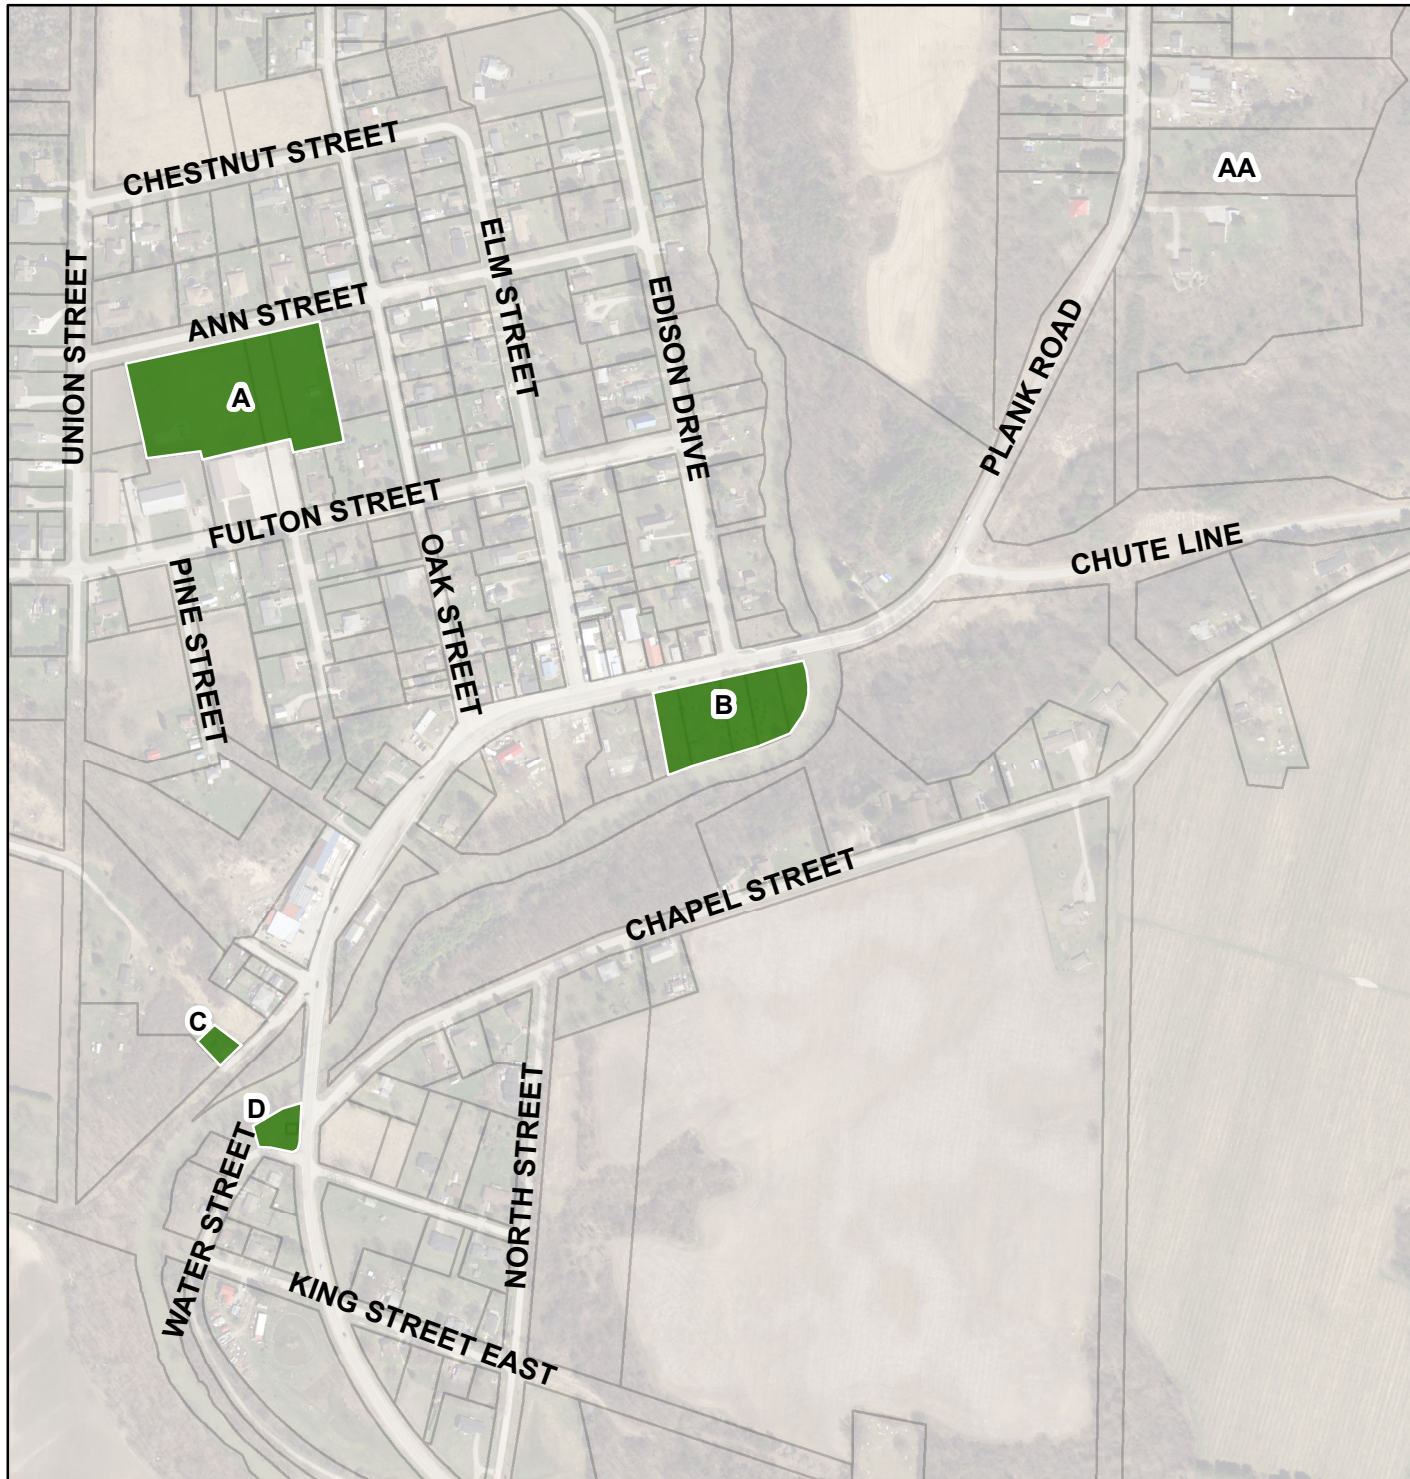 CHESTNUT STREET
AA
ELM STREET
UNION STREET
ANN STREET
EDISON DRIVE
PLANK ROAD
A
FULTON STREET
OAK STREET
CHUTE LINE
PINE STREET
B
CHAPEL STREET
C
D
NORTH STREET
WATER STREET
KING STREET EAST